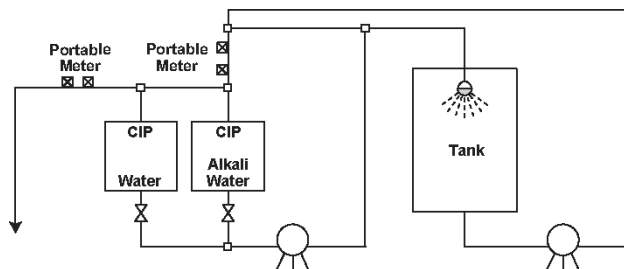 Portable
Meter
Portable
Meter
CIP
Water
CIP
Alkali
Water
Tank